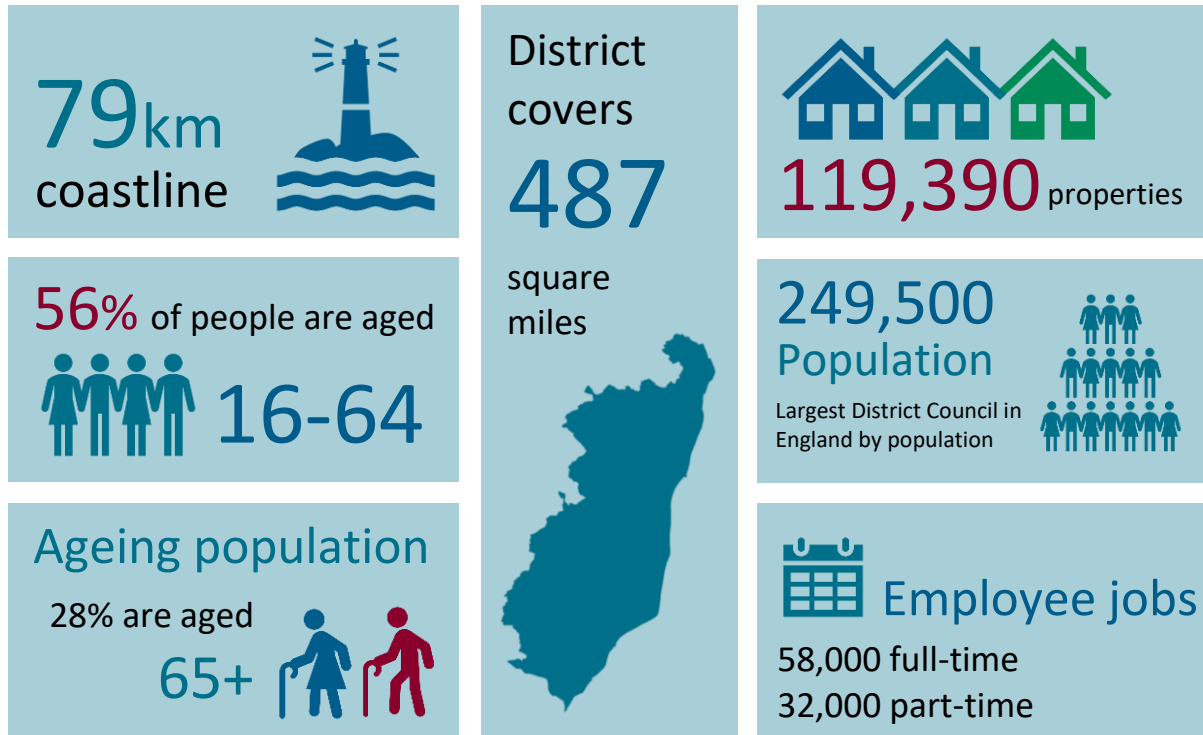 79km
coastline
56% of people are aged
16-64
Ageing population
28% are aged
65+
District
covers
487
square
miles
119,390 properties
249,500
Population
Largest District Council in
England by population
Employee jobs
58,000 full-time
32,000 part-time